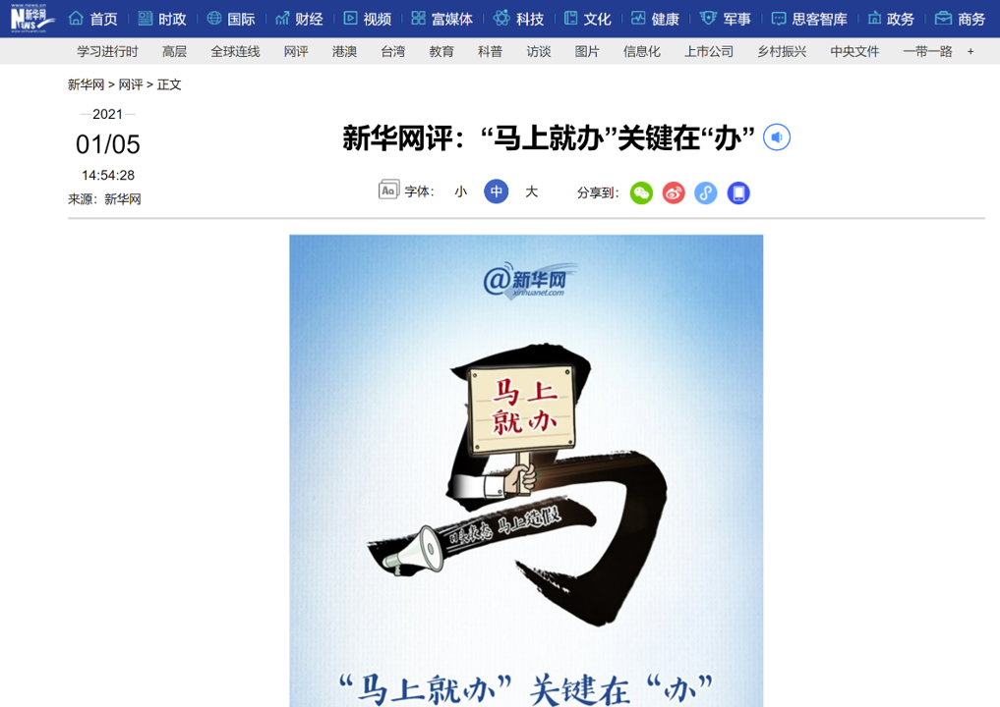 www.news.cn
新华网
NEWS
www.xinhuanet.com
首页 时政 国际 财经 视频 富媒体 科技 文化 健康 军事 思客智库 政务 商务
学习进行时 高层 全球连线 网评 港澳 台湾 教育 科普 访谈 图片 信息化 上市公司 乡村振兴 中央文件 一带一路 +
新华网 > 网评 > 正文
2021
01/05
14:54:28
来源：新华网
新华网评：“马上就办”关键在“办”
Aa 字体： 小 中 大 分享到：
@新华网
xinhuanet.com
马上
就办
马上造假
“马上就办”关键在“办”